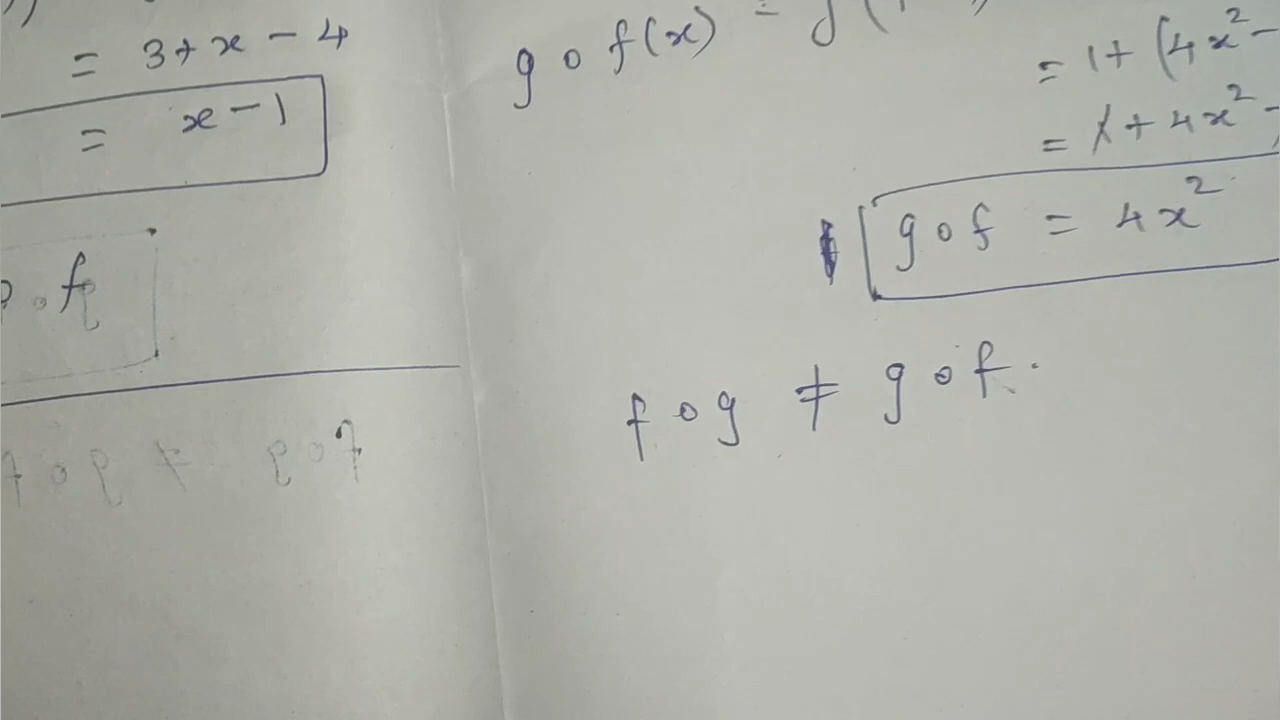 = 3 + x - 4
= x - 1
. f
g o f(x) =
= 1 + (4x² -
= 1 + 4x² -
g o f = 4x²
f o g ≠ g o f.